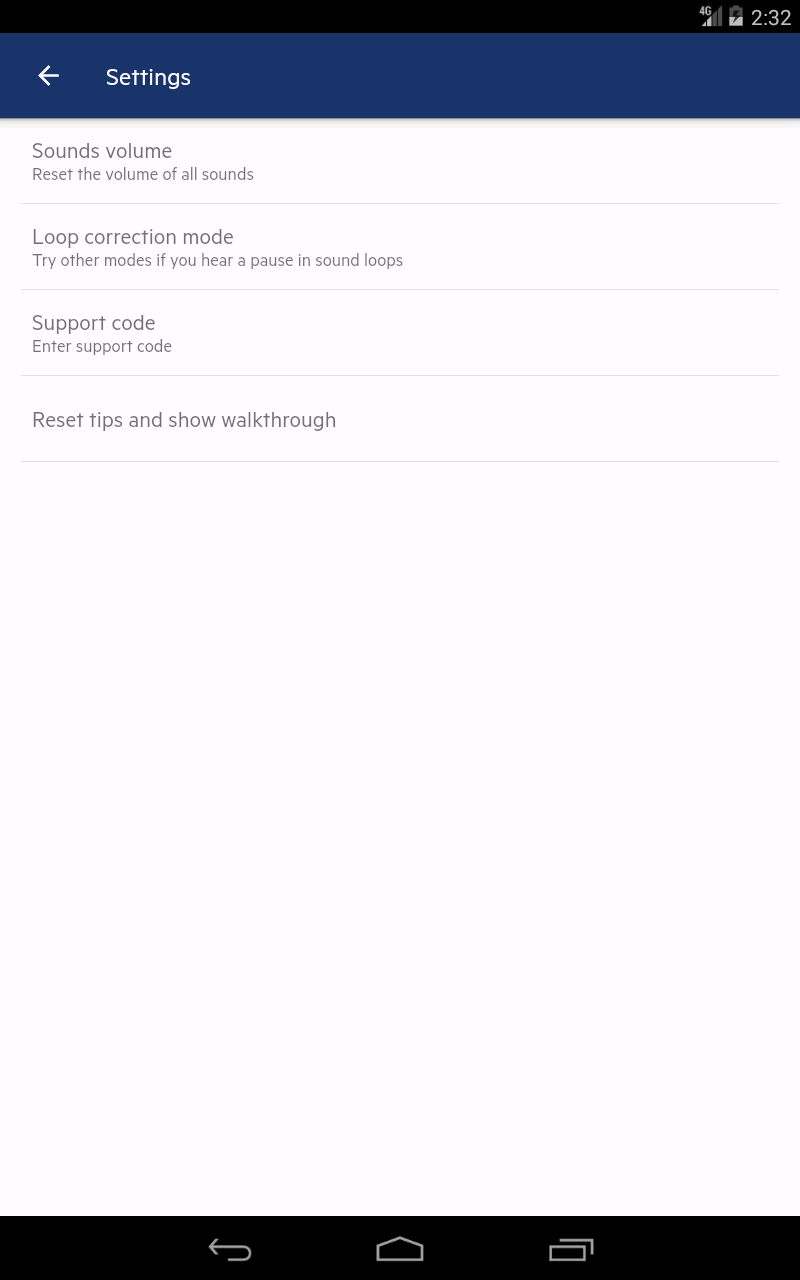 4G 2:32
Settings
Sounds volume
Reset the volume of all sounds
Loop correction mode
Try other modes if you hear a pause in sound loops
Support code
Enter support code
Reset tips and show walkthrough